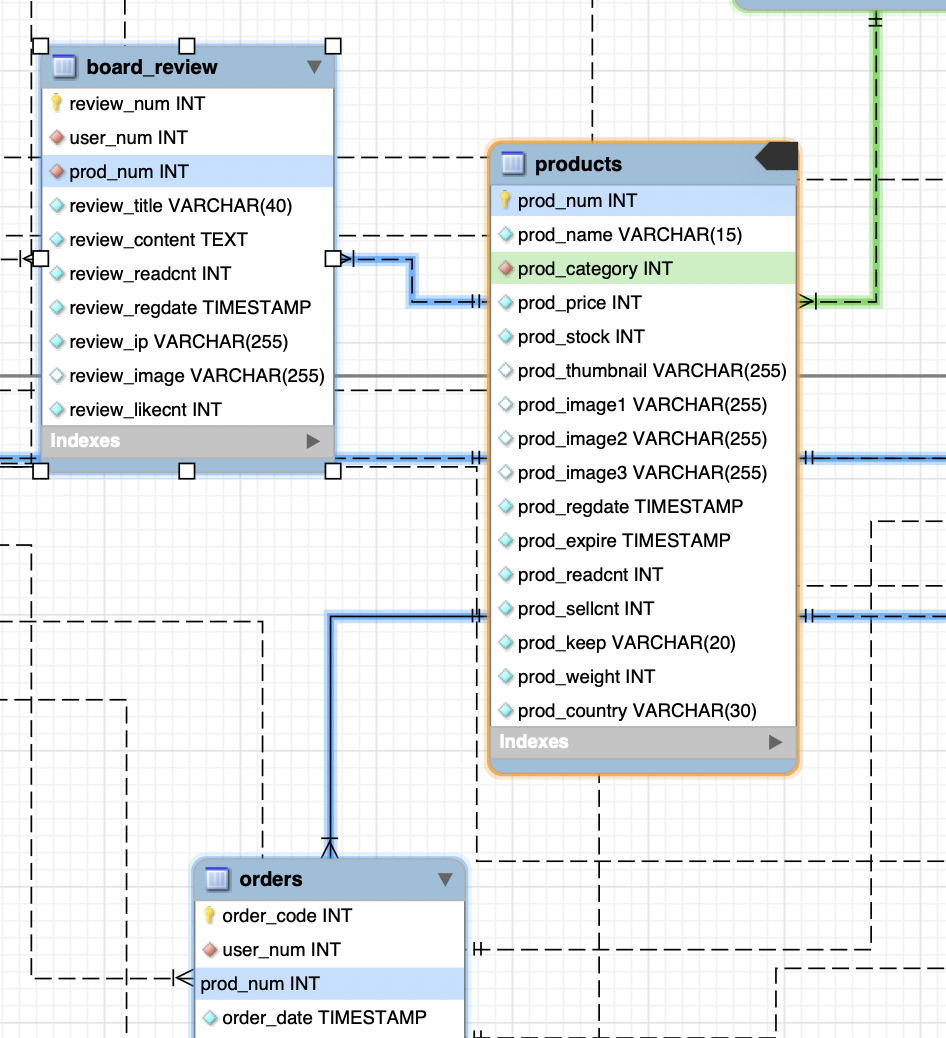 board_review
review_num INT
user_num INT
prod_num INT
review_title VARCHAR(40)
review_content TEXT
review_readcnt INT
review_regdate TIMESTAMP
review_ip VARCHAR(255)
review_image VARCHAR(255)
review_likecnt INT
Indexes
products
prod_num INT
prod_name VARCHAR(15)
prod_category INT
prod_price INT
prod_stock INT
prod_thumbnail VARCHAR(255)
prod_image1 VARCHAR(255)
prod_image2 VARCHAR(255)
prod_image3 VARCHAR(255)
prod_regdate TIMESTAMP
prod_expire TIMESTAMP
prod_readcnt INT
prod_sellcnt INT
prod_keep VARCHAR(20)
prod_weight INT
prod_country VARCHAR(30)
Indexes
orders
order_code INT
user_num INT
prod_num INT
order_date TIMESTAMP